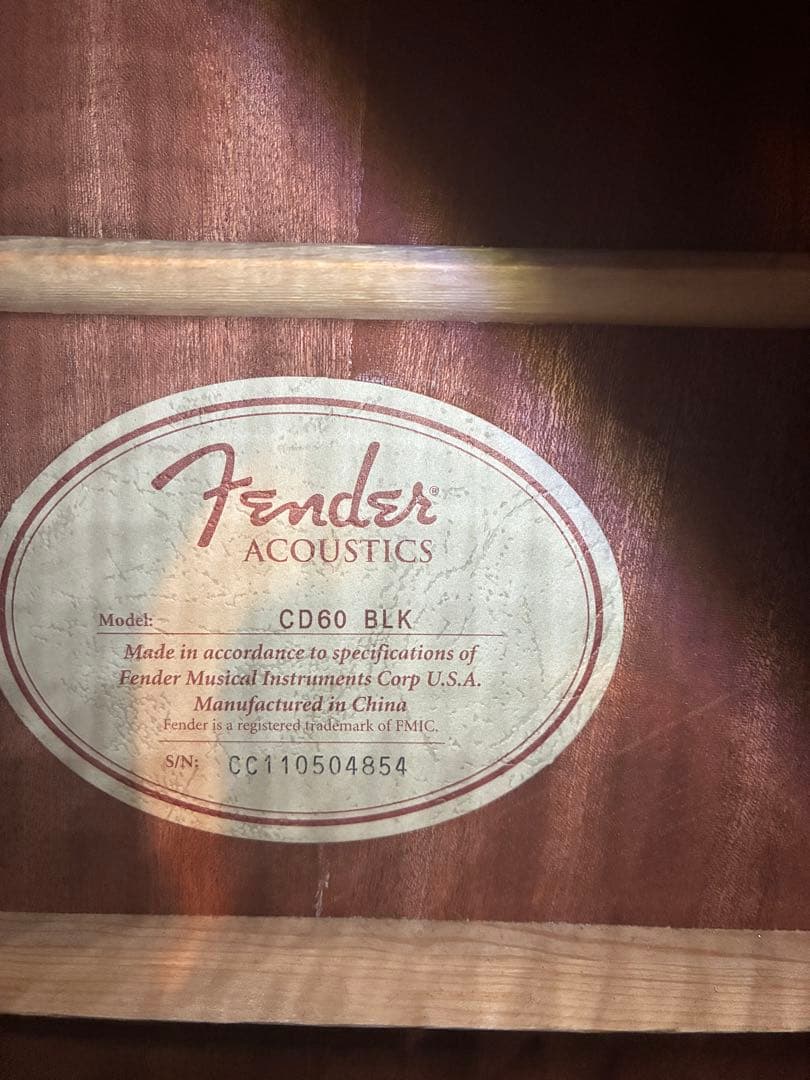 Fender®
ACOUSTICS
Model: CD60 BLK
Made in accordance to specifications of
Fender Musical Instruments Corp U.S.A.
Manufactured in China
Fender is a registered trademark of FMIC.
S/N: CC110504854